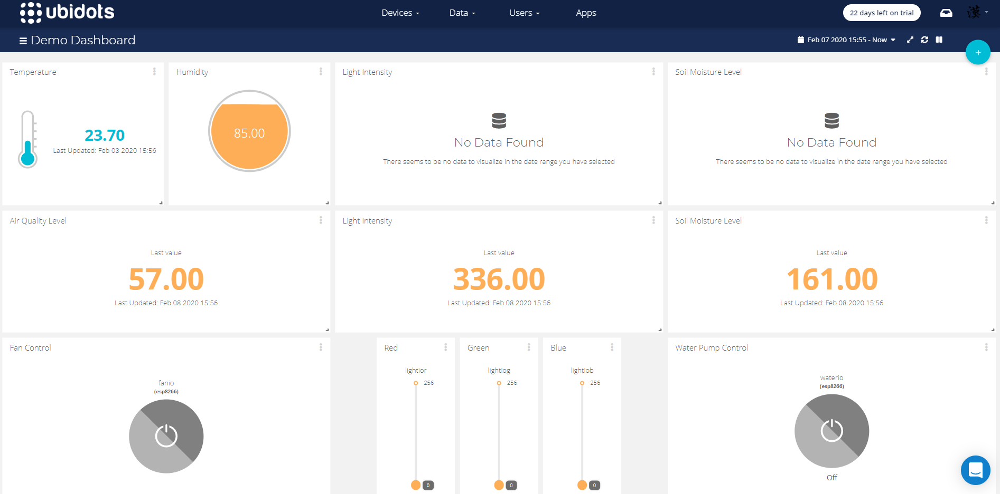 ubidots
Devices
Data
Users
Apps
22 days left on trial
漢
Demo Dashboard
Feb 07 2020 15:55 - Now
+
Temperature
23.70
Last Updated: Feb 08 2020 15:56
Humidity
85.00
Light Intensity
No Data Found
There seems to be no data to visualize in the date range you have selected
Soil Moisture Level
No Data Found
There seems to be no data to visualize in the date range you have selected
Air Quality Level
Last value
57.00
Last Updated: Feb 08 2020 15:56
Light Intensity
Last value
336.00
Last Updated: Feb 08 2020 15:56
Soil Moisture Level
Last value
161.00
Last Updated: Feb 08 2020 15:56
Fan Control
fanio
(esp8266)
Red
lightior
256
0
Green
lightiog
256
0
Blue
lightiob
256
0
Water Pump Control
waterio
(esp8266)
Off